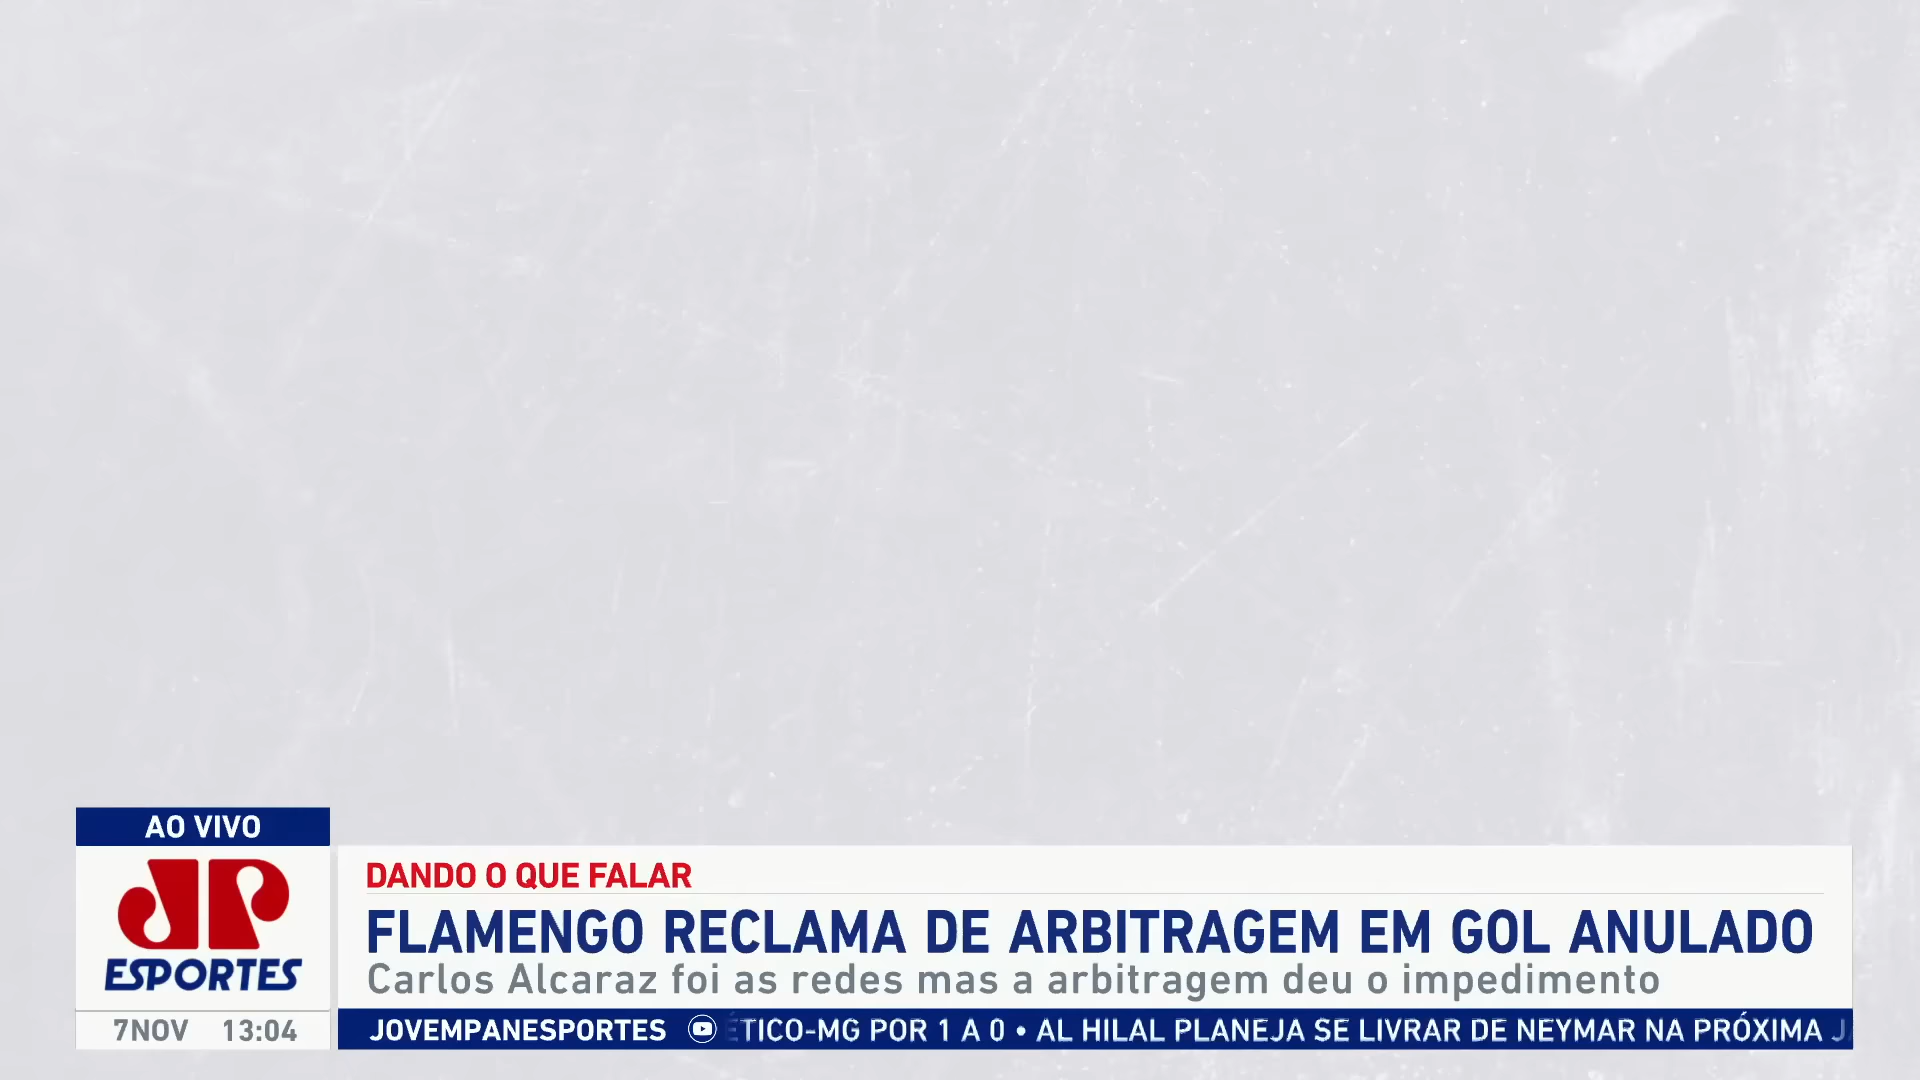 AO VIVO
JP
ESPORTES
7NOV 13:04
DANDO O QUE FALAR
FLAMENGO RECLAMA DE ARBITRAGEM EM GOL ANULADO
Carlos Alcaraz foi as redes mas a arbitragem deu o impedimento
JOVEMPANESPORTES ÉTICO-MG POR 1 A 0 • AL HILAL PLANEJA SE LIVRAR DE NEYMAR NA PRÓXIMA